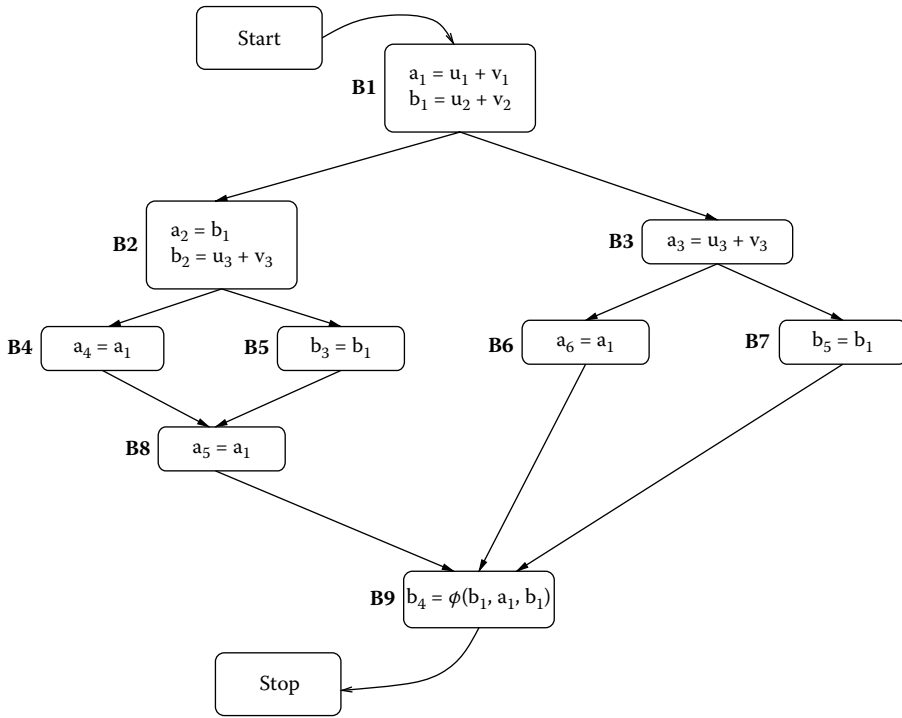 Start
B1
a₁ = u₁ + v₁
b₁ = u₂ + v₂
B2
a₂ = b₁
b₂ = u₃ + v₃
B3
a₃ = u₃ + v₃
B4
a₄ = a₁
B5
b₃ = b₁
B6
a₆ = a₁
B7
b₅ = b₁
B8
a₅ = a₁
B9
b₄ = ϕ(b₁, a₁, b₁)
Stop